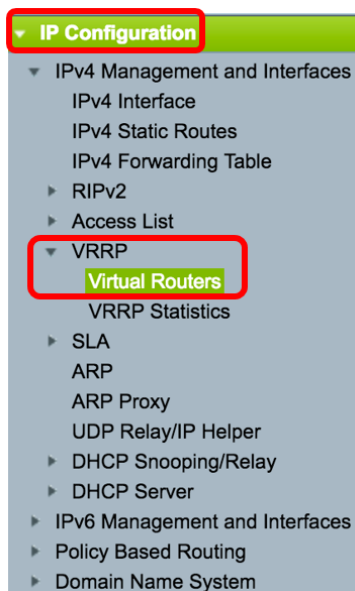 IP Configuration
IPv4 Management and Interfaces
IPv4 Interface
IPv4 Static Routes
IPv4 Forwarding Table
RIPv2
Access List
VRRP
Virtual Routers
VRRP Statistics
SLA
ARP
ARP Proxy
UDP Relay/IP Helper
DHCP Snooping/Relay
DHCP Server
IPv6 Management and Interfaces
Policy Based Routing
Domain Name System